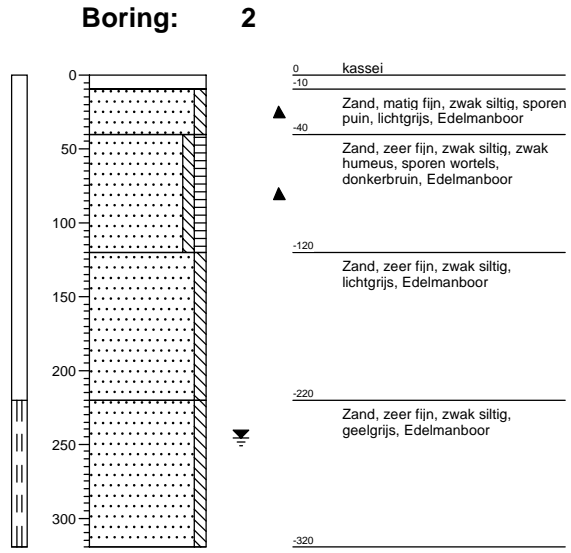 Boring: 2
0
50
100
150
200
250
300
0 kassei
-10
Zand, matig fijn, zwak siltig, sporen
puin, lichtgrijs, Edelmanboor
-40
Zand, zeer fijn, zwak siltig, zwak
humeus, sporen wortels,
donkerbruin, Edelmanboor
-120
Zand, zeer fijn, zwak siltig,
lichtgrijs, Edelmanboor
-220
Zand, zeer fijn, zwak siltig,
geelgrijs, Edelmanboor
-320